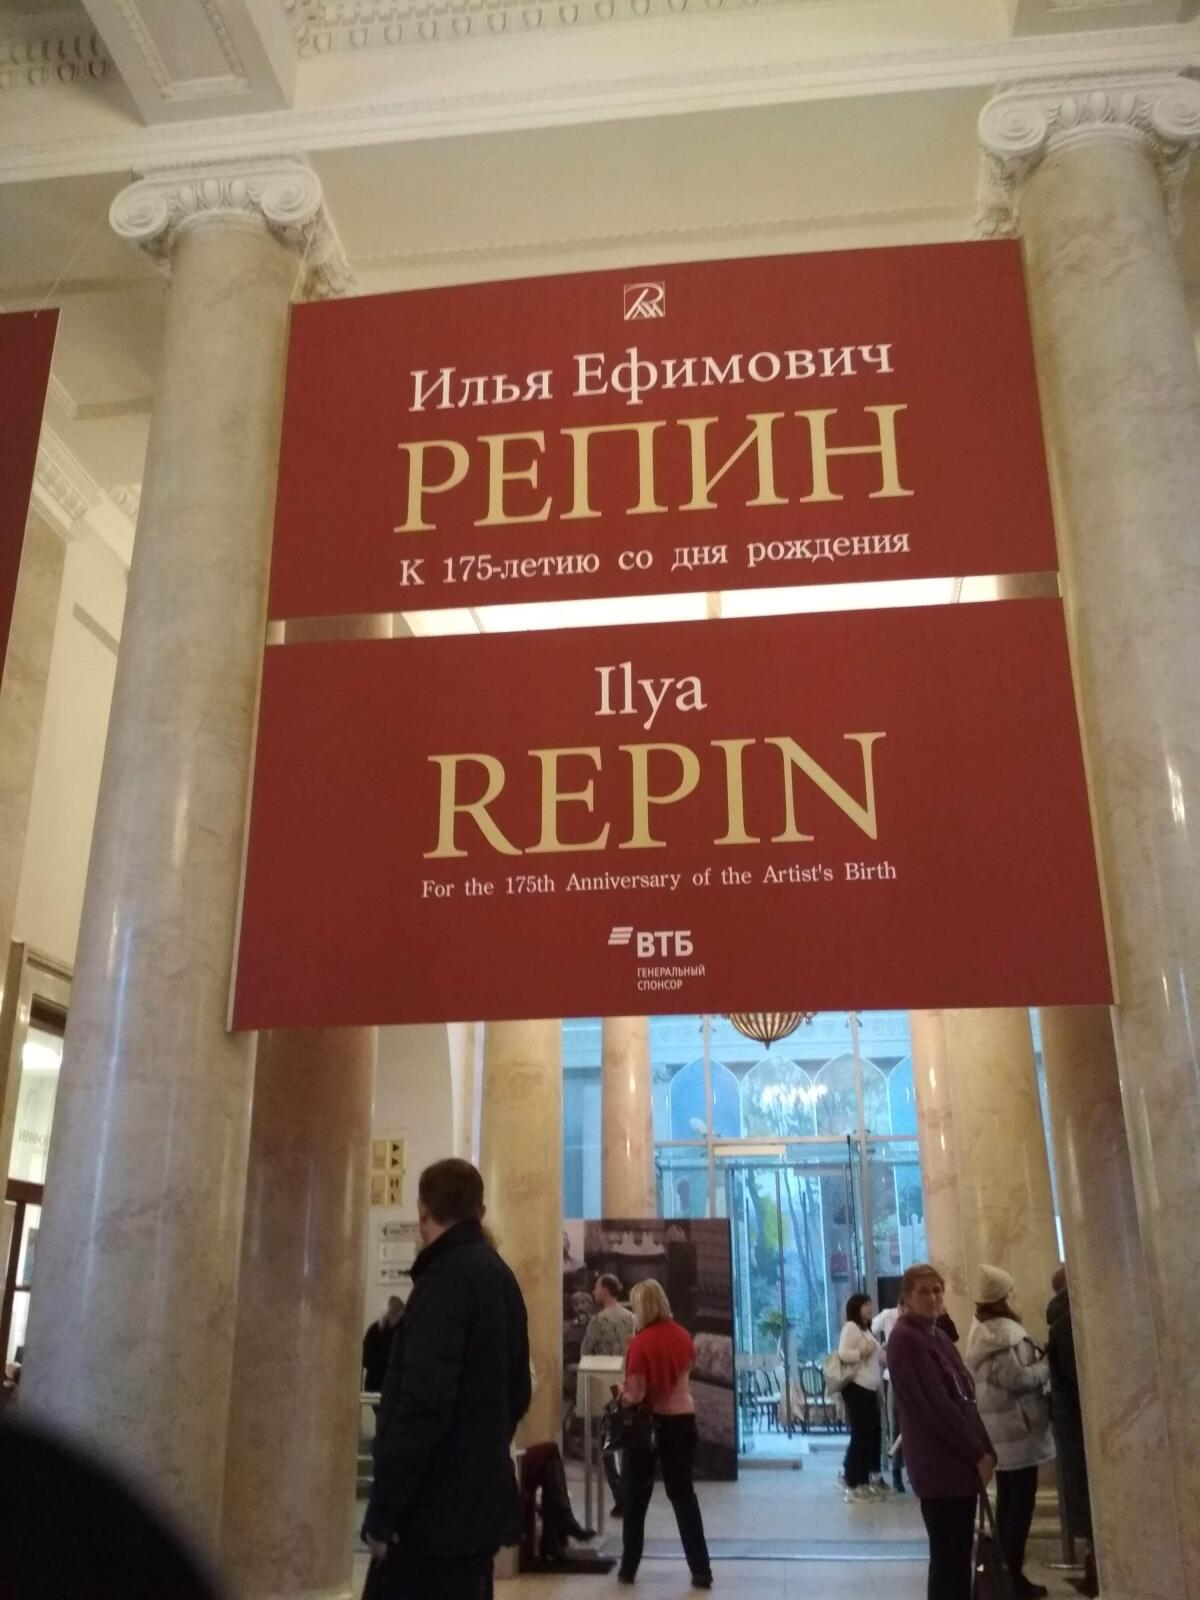 Илья Ефимович
РЕПИН
К 175-летию со дня рождения
Ilya
REPIN
For the 175th Anniversary of the Artist's Birth
ВТБ
ГЕНЕРАЛЬНЫЙ
СПОНСОР